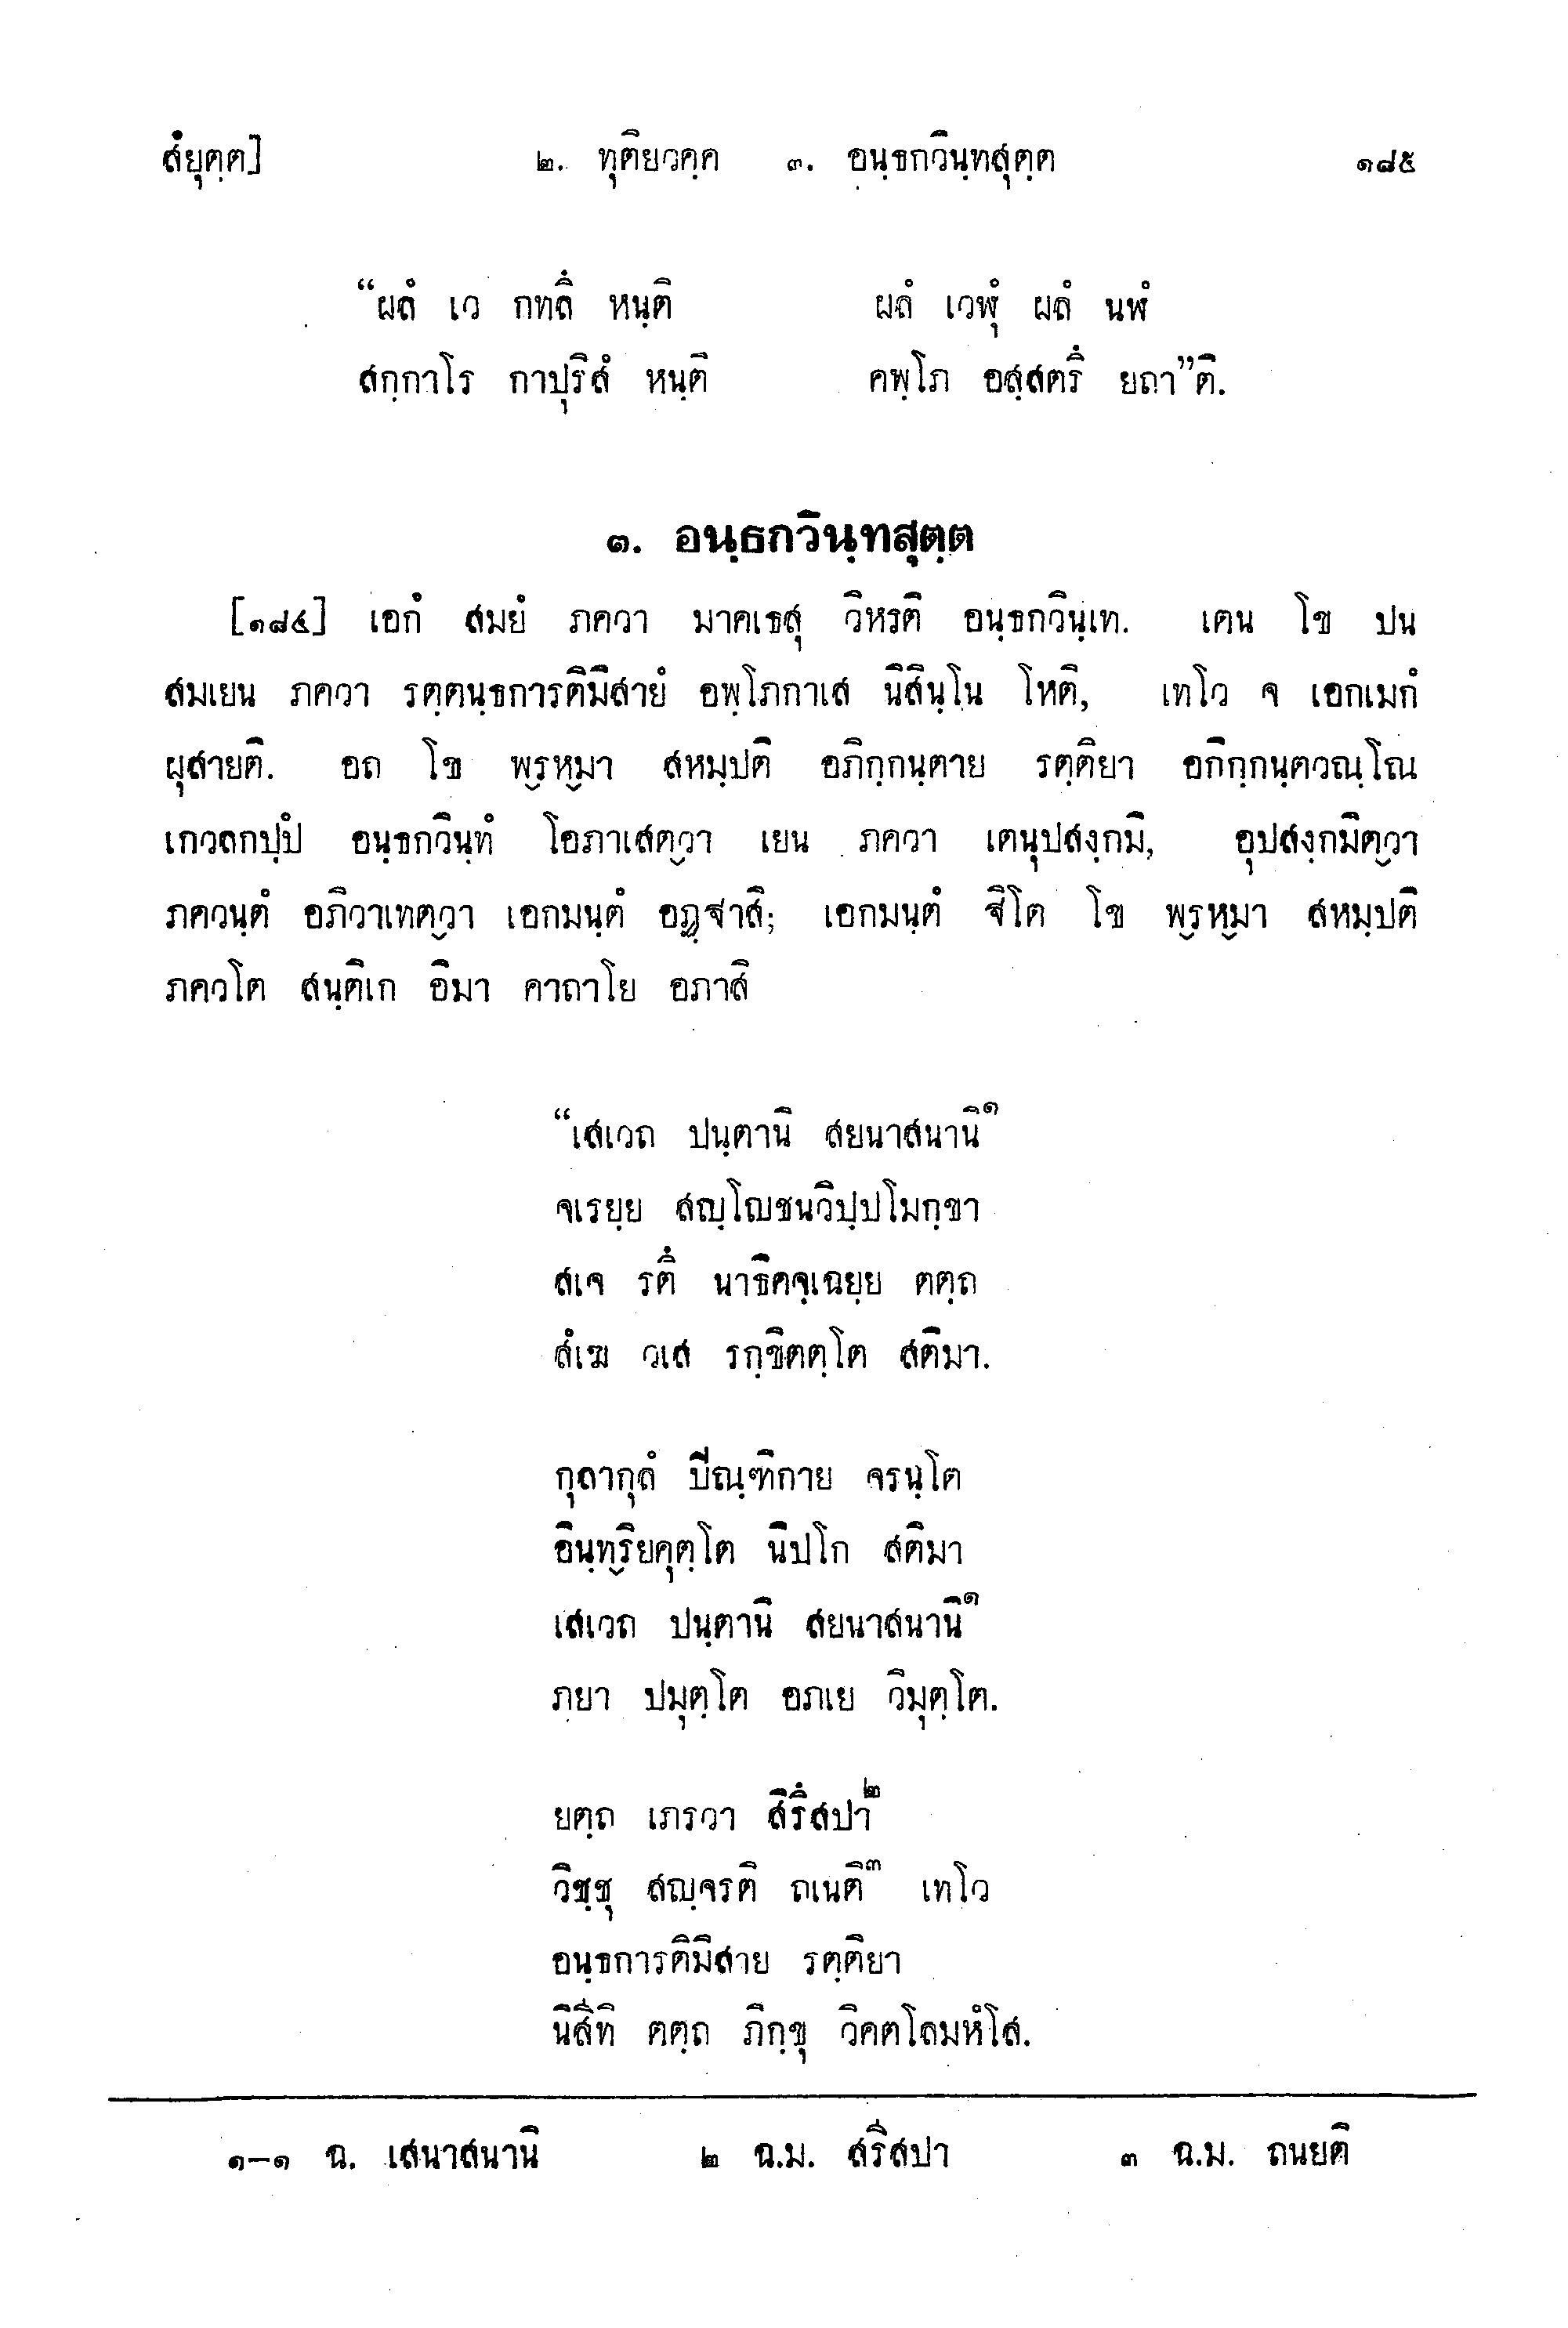 สํยุตฺต]	๒. ทุติยวคฺค	๓. อนฺธกวินฺทสุตฺต	๑๘๕
“ผลํ เว กทลึ หนฺติ	ผลํ เวฬุํ ผลํ นฬํ
สกฺกาโร กาปุริสํ หนฺติ	คพฺโภ อสฺสตรึ ยถา”ติ.
๓. อนฺธกวินฺทสุตฺต
[๑๘๔] เอกํ สมยํ ภควา มาคเธสุ วิหรติ อนฺธกวินฺเท. เตน โข ปน
สมเยน ภควา รตฺตนฺธการติมิสายํ อพฺโภกาเส นิสินฺโน โหติ, เทโว จ เอกเมกํ
ผุสายติ. อถ โข พ๎รห๎มา สหมฺปติ อภิกฺกนฺตาย รตฺติยา อภิกฺกนฺตวณฺโณ
เกวลกปฺปํ อนฺธกวินฺทํ โอภาเสต๎วา เยน ภควา เตนุปสงฺกมิ, อุปสงฺกมิต๎วา
ภควนฺตํ อภิวาเทต๎วา เอกมนฺตํ อฏฺฐาสิ; เอกมนฺตํ ฐิโต โข พ๎รห๎มา สหมฺปติ
ภควโต สนฺติเก อิมา คาถาโย อภาสิ
“เสเวถ ปนฺตานิ สยนาสนานิ๑
จเรยฺย สญฺโญชนวิปฺปโมกฺขา
สเจ รตึ นาธิคจฺเฉยฺย ตตฺถ
สํเฆ วเส รกฺขิตตฺโต สติมา.
กุลากุลํ ปิณฺฑิกาย จรนฺโต
อินฺท๎ริยคุตฺโต นิปโก สติมา
เสเวถ ปนฺตานิ สยนาสนานิ๑
ภยา ปมุตฺโต อภเย วิมุตฺโต.
ยตฺถ เภรวา สิรึสปา๒
วิชฺชุ สญฺจรติ ถเนติ๓ เทโว
อนฺธการติมิสาย รตฺติยา
นิสีทิ ตตฺถ ภิกฺขุ วิคตโลมหํโส.
๑-๑ ฉ. เสนาสนานิ	๒ ฉ.ม. สรีสปา	๓ ฉ.ม. ถนยติ